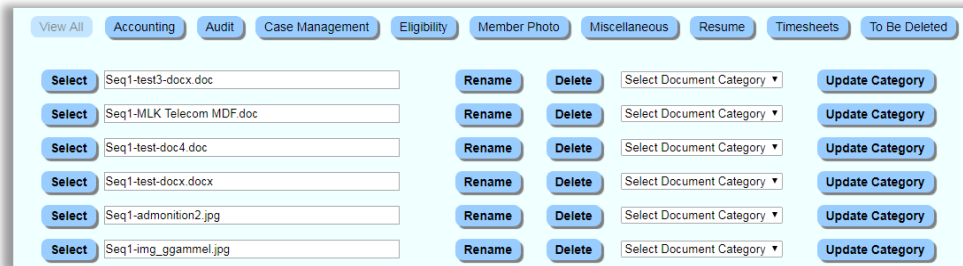 View All Accounting Audit Case Management Eligibility Member Photo Miscellaneous Resume Timesheets To Be Deleted
Select Seq1-test3-docx.doc Rename Delete Select Document Category Update Category
Select Seq1-MLK Telecom MDF.doc Rename Delete Select Document Category Update Category
Select Seq1-test-doc4.doc Rename Delete Select Document Category Update Category
Select Seq1-test-docx.docx Rename Delete Select Document Category Update Category
Select Seq1-admonition2.jpg Rename Delete Select Document Category Update Category
Select Seq1-img_ggammel.jpg Rename Delete Select Document Category Update Category